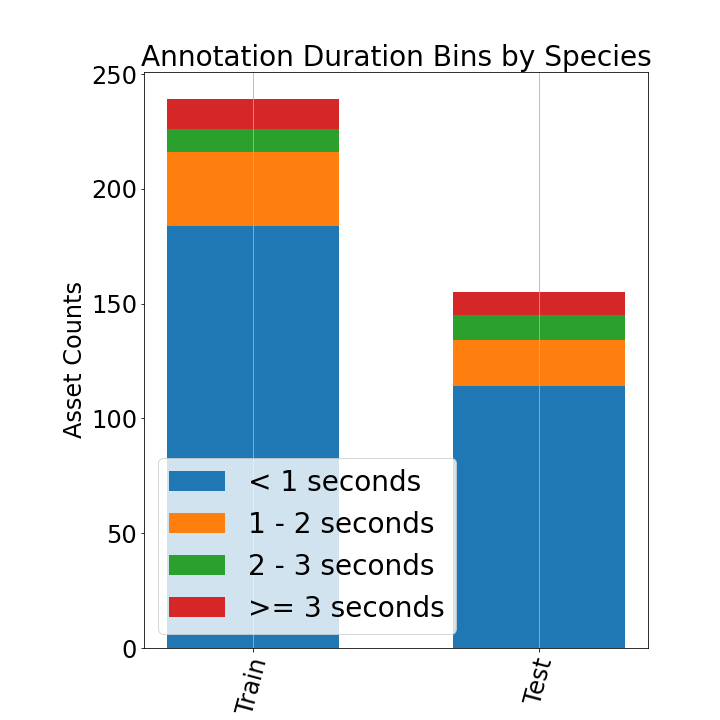 Annotation Duration Bins by Species
250
200
150
100
50
0
Asset Counts
< 1 seconds
1 - 2 seconds
2 - 3 seconds
>= 3 seconds
Train
Test